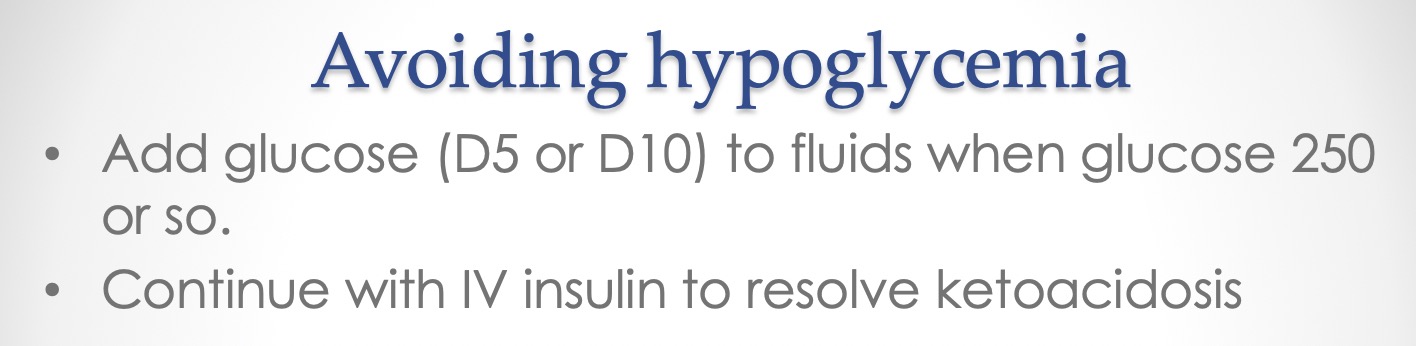 Avoiding hypoglycemia
• Add glucose (D5 or D10) to fluids when glucose 250
or so.
• Continue with IV insulin to resolve ketoacidosis